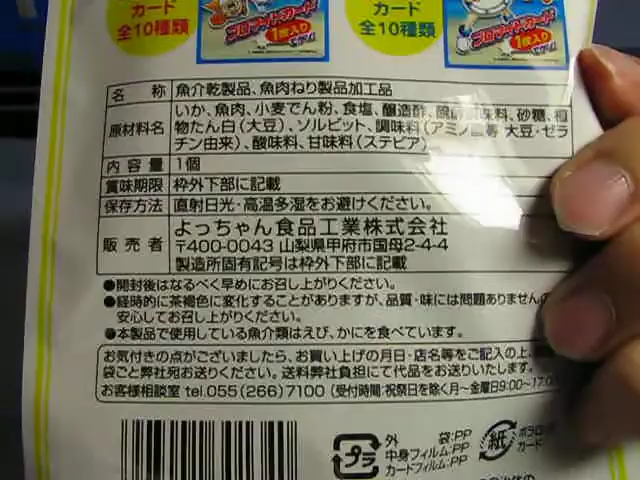 カード
全10種類
ブロマイドカード
1枚入り
カード
全10種類
ブロマイドカード
1枚入り
名 称 魚介乾製品、魚肉ねり製品加工品
原材料名 いか、魚肉、小麦でん粉、食塩、醸造酢、 砂糖、植
物たん白(大豆)、ソルビット、調味料(アミノ酸等 大豆・ゼラ
チン由来)、酸味料、甘味料(ステビア)
内容量 1個
賞味期限 枠外下部に記載
保存方法 直射日光・高温多湿をお避けください。
販売者 よっちゃん食品工業株式会社
〒400-0043 山梨県甲府市国母2-4-4
製造所固有記号は枠外下部に記載
●開封後はなるべく早めにお召し上がりください。
●経時的に茶褐色に変化することがありますが、品質・味には問題ありません
安心してお召し上がりください。
●本製品で使用している魚介類はえび、かにを食べています。
お気付きの点がございましたら、お買い上げの月日・店名等をご記入の上、
袋ごと弊社宛お送りください。送料弊社負担にて代品をお送りいたします。
お客様相談室 tel.055(266)7100 (受付時間:祝祭日を除く月~金曜日9:00~17:00
プラ
外 袋:PP
中身フィルム:PP
カードフィルム:PP
紙
カード